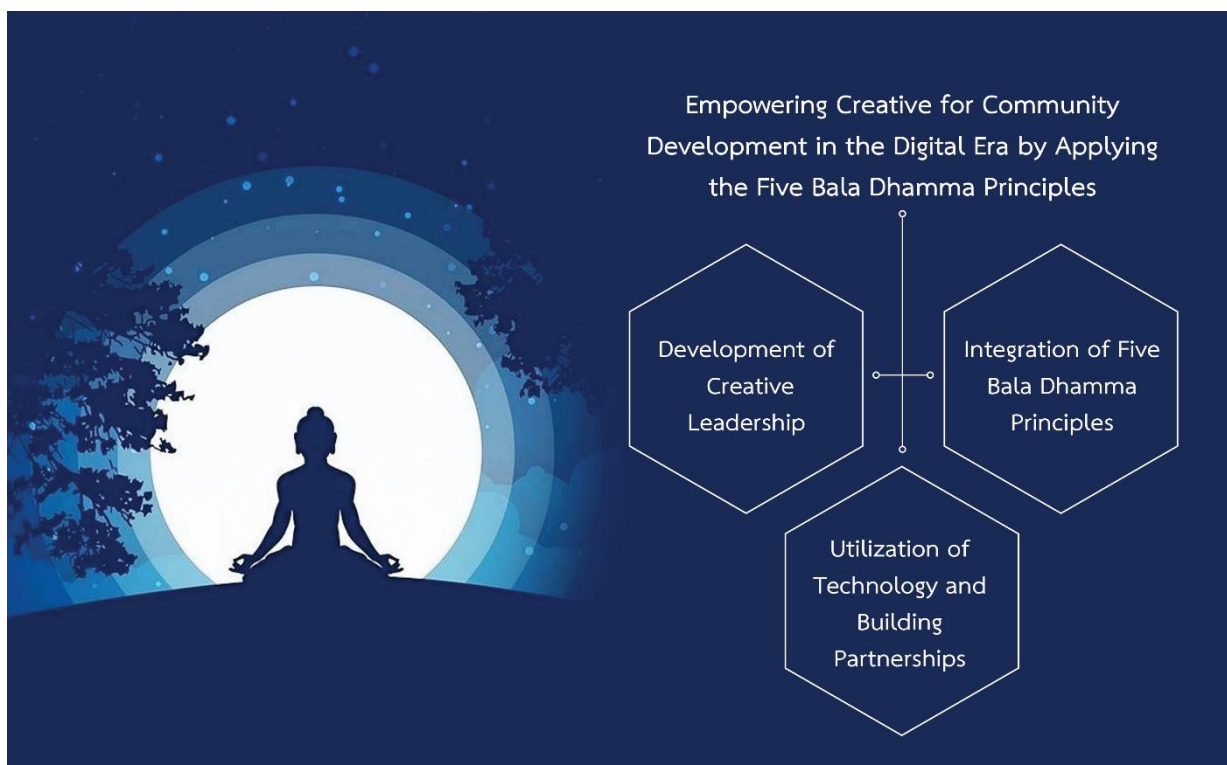 Empowering Creative for Community
Development in the Digital Era by Applying
the Five Bala Dhamma Principles
Development of
Creative
Leadership
Integration of Five
Bala Dhamma
Principles
Utilization of
Technology and
Building
Partnerships